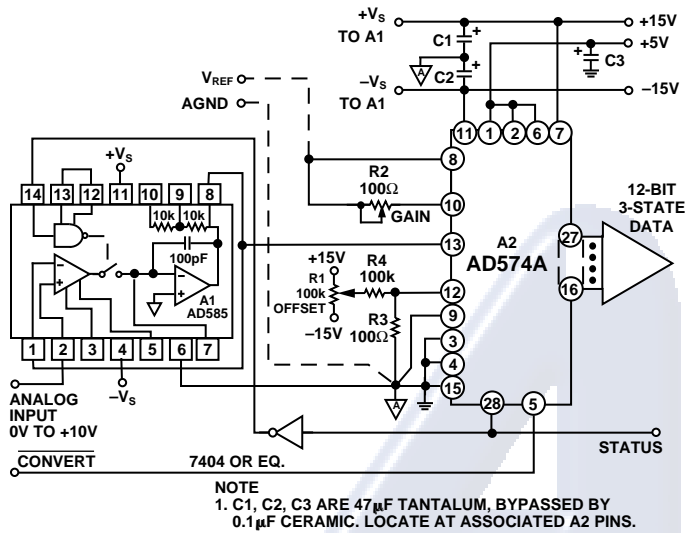 +VS
TO A1
C1
+
+15V
+5V
+
C3
A
C2
+
–VS
TO A1
–15V
VREF
AGND
11 1 2 6 7
8
R2
100Ω
GAIN
10
+VS
14 13 12 11 10 9 8
10k 10k
100pF
A1
AD585
13
A2
AD574A
27
16
12-BIT
3-STATE
DATA
+15V
R1
100k
OFFSET
–15V
R4
100k
12
R3
100Ω
9
3
4
15
1 2 3 4 5 6 7
–VS
A
28
5
ANALOG
INPUT
0V TO +10V
STATUS
CONVERT
7404 OR EQ.
NOTE
1. C1, C2, C3 ARE 47μF TANTALUM, BYPASSED BY
0.1μF CERAMIC. LOCATE AT ASSOCIATED A2 PINS.